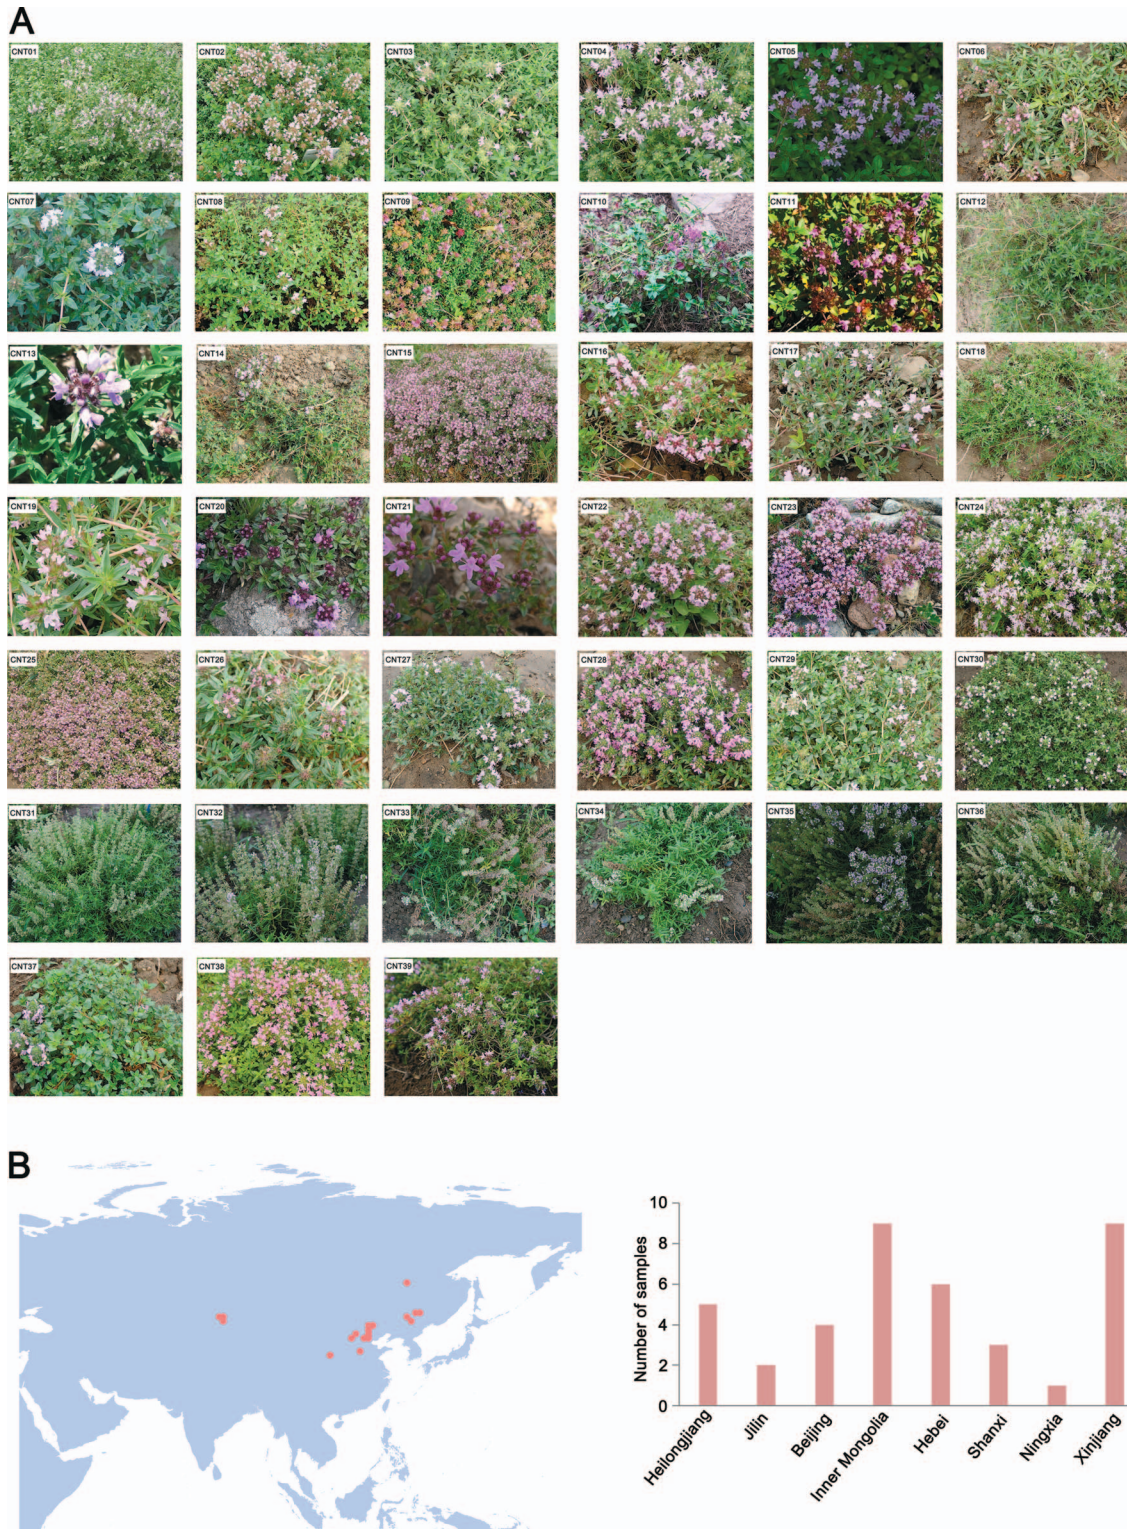 A
CNT01 CNT02 CNT03 CNT04 CNT05 CNT06
CNT07 CNT08 CNT09 CNT10 CNT11 CNT12
CNT13 CNT14 CNT15 CNT16 CNT17 CNT18
CNT19 CNT20 CNT21 CNT22 CNT23 CNT24
CNT25 CNT26 CNT27 CNT28 CNT29 CNT30
CNT31 CNT32 CNT33 CNT34 CNT35 CNT36
CNT37 CNT38 CNT39
B
Number of samples
10
8
6
4
2
0
Heilongjiang
Jilin
Beijing
Inner Mongolia
Hebei
Shanxi
Ningxia
Xinjiang